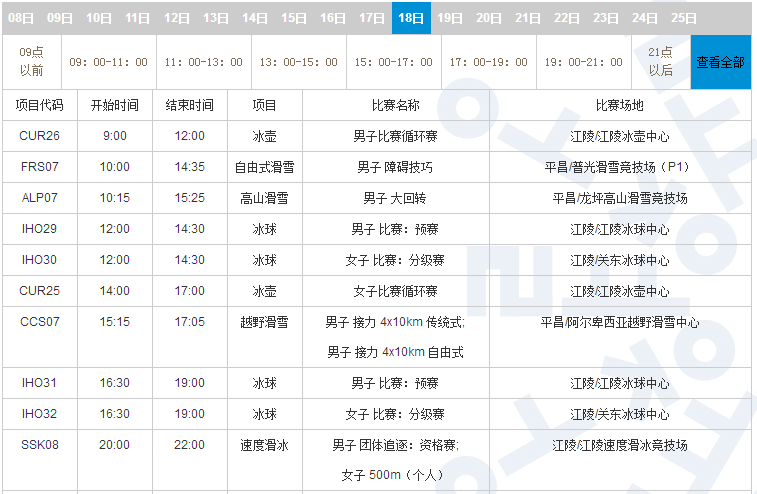 08日 09日 10日 11日 12日 13日 14日 15日 16日 17日 18日 19日 20日 21日 22日 23日 24日 25日
09点以前 09：00-11：00 11：00-13：00 13：00-15：00 15：00-17：00 17：00-19：00 19：00-21：00 21点以后 查看全部
项目代码 开始时间 结束时间 项目 比赛名称 比赛场地
CUR26 9:00 12:00 冰壶 男子比赛循环赛 江陵/江陵冰壶中心
FRS07 10:00 14:35 自由式滑雪 男子 障碍技巧 平昌/普光滑雪竞技场（P1）
ALP07 10:15 15:25 高山滑雪 男子 大回转 平昌/龙坪高山滑雪竞技场
IHO29 12:00 14:30 冰球 男子 比赛：预赛 江陵/江陵冰球中心
IHO30 12:00 14:30 冰球 女子 比赛：分级赛 江陵/关东冰球中心
CUR25 14:00 17:00 冰壶 女子比赛循环赛 江陵/江陵冰壶中心
CCS07 15:15 17:05 越野滑雪 男子 接力 4x10km 传统式; 平昌/阿尔卑西亚越野滑雪中心
男子 接力 4x10km 自由式
IHO31 16:30 19:00 冰球 男子 比赛：预赛 江陵/江陵冰球中心
IHO32 16:30 19:00 冰球 女子 比赛：分级赛 江陵/关东冰球中心
SSK08 20:00 22:00 速度滑冰 男子 团体追逐：资格赛; 江陵/江陵速度滑冰竞技场
女子 500m（个人）